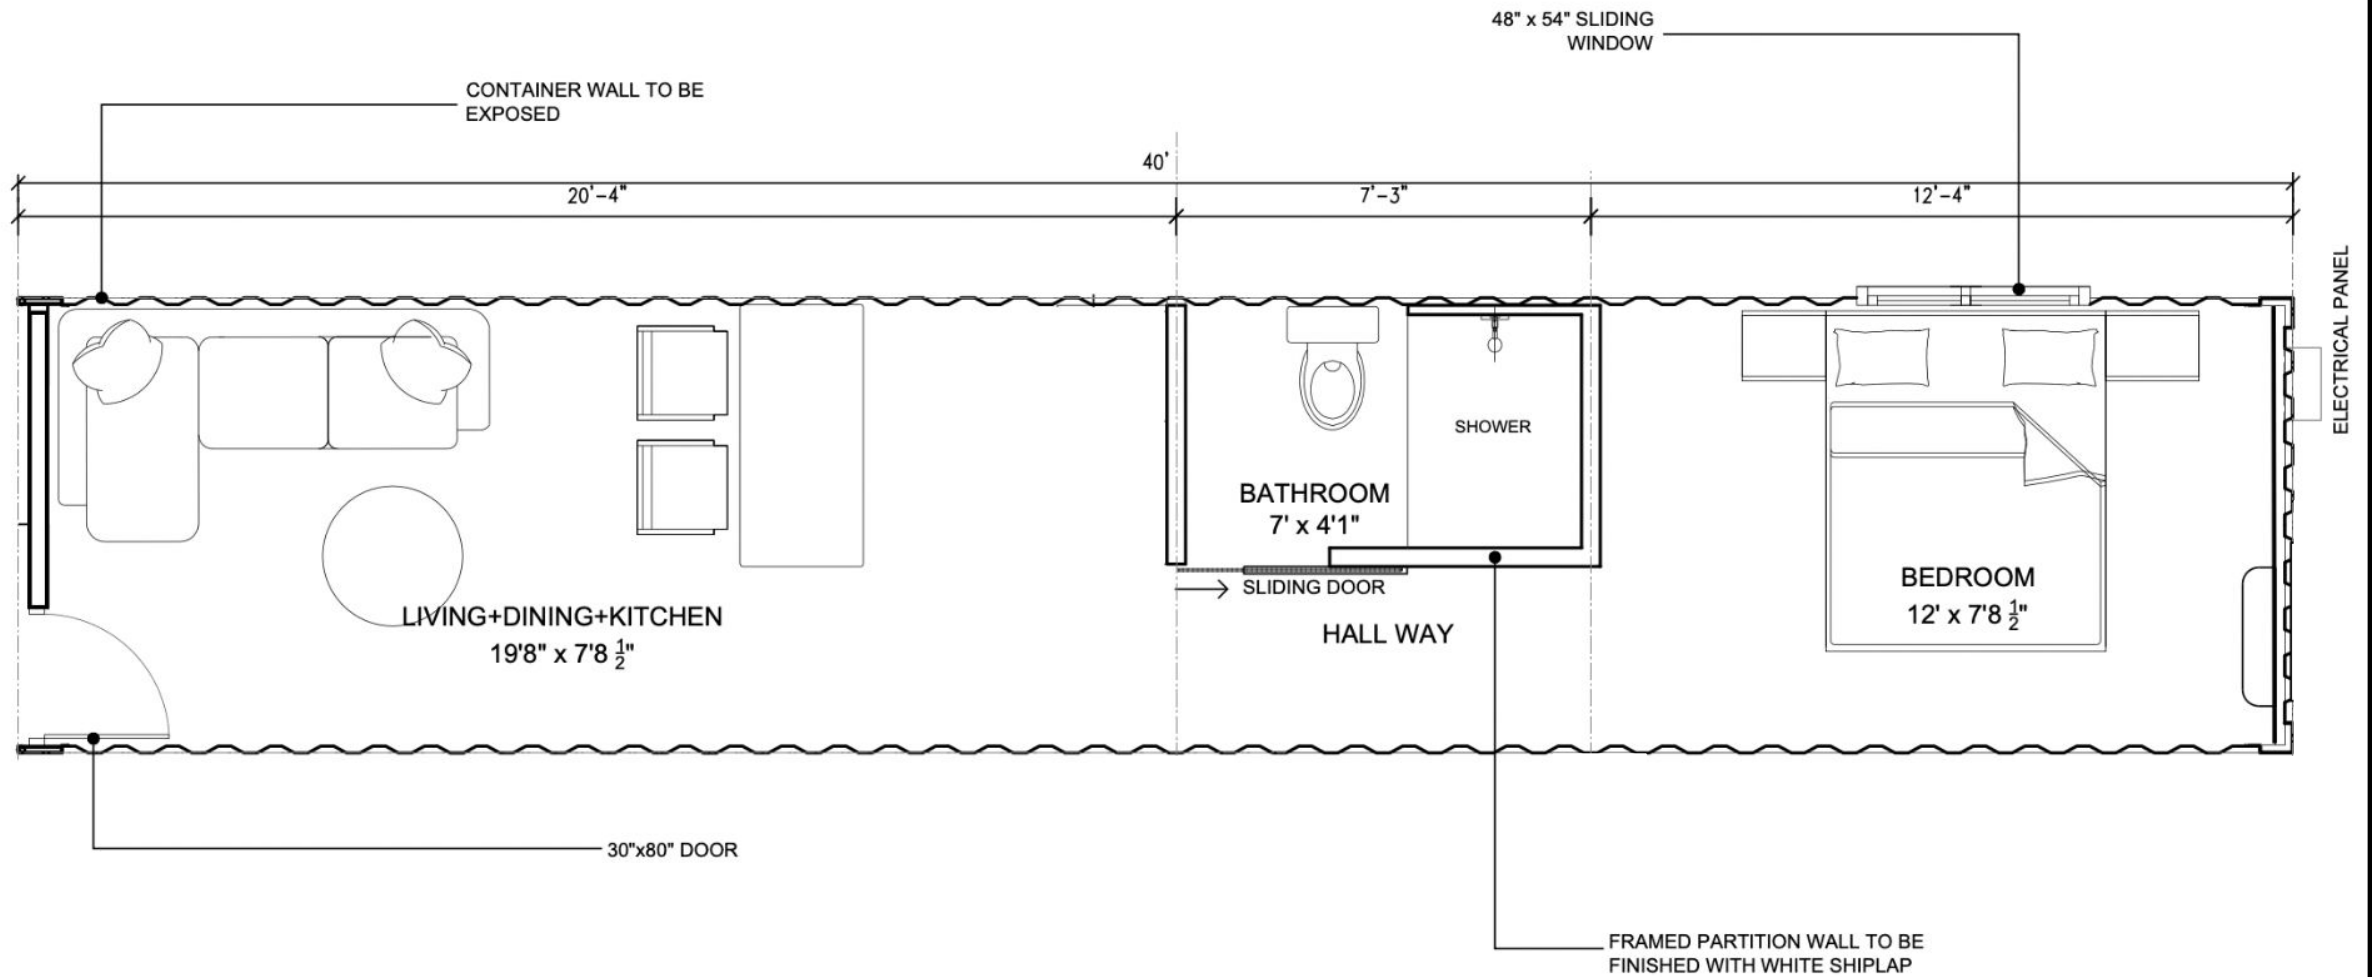 48" x 54" SLIDING
WINDOW
CONTAINER WALL TO BE
EXPOSED
40'
20'-4"
7'-3"
12'-4"
ELECTRICAL PANEL
SHOWER
BATHROOM
7' x 4'1"
SLIDING DOOR
BEDROOM
12' x 7'8 ½"
LIVING+DINING+KITCHEN
19'8" x 7'8 ½"
HALL WAY
30"x80" DOOR
FRAMED PARTITION WALL TO BE
FINISHED WITH WHITE SHIPLAP